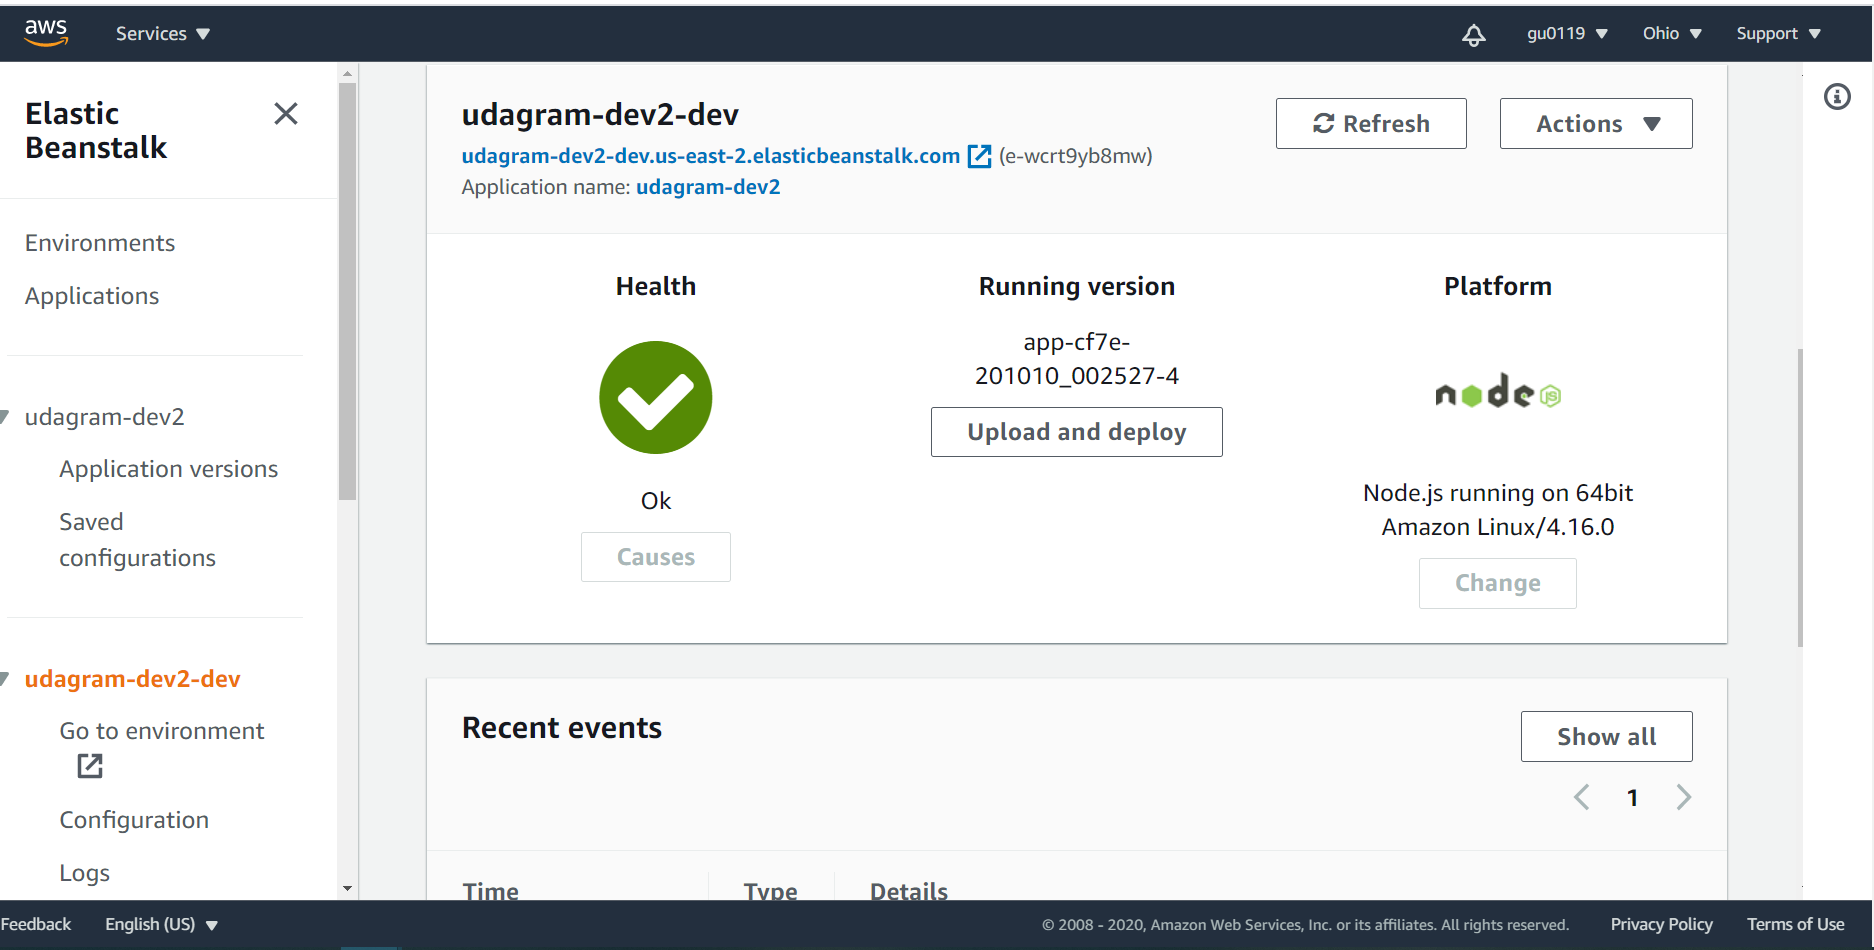 aws
Services
gu0119
Ohio
Support
Elastic
Beanstalk
Environments
Applications
udagram-dev2
Application versions
Saved
configurations
udagram-dev2-dev
Go to environment
Configuration
Logs
udagram-dev2-dev
udagram-dev2-dev.us-east-2.elasticbeanstalk.com (e-wcrt9yb8mw)
Application name: udagram-dev2
Refresh
Actions
Health
Ok
Causes
Running version
app-cf7e-
201010_002527-4
Upload and deploy
Platform
node JS
Node.js running on 64bit
Amazon Linux/4.16.0
Change
Recent events
Show all
1
Time Type Details
Feedback
English (US)
© 2008 - 2020, Amazon Web Services, Inc. or its affiliates. All rights reserved.
Privacy Policy
Terms of Use